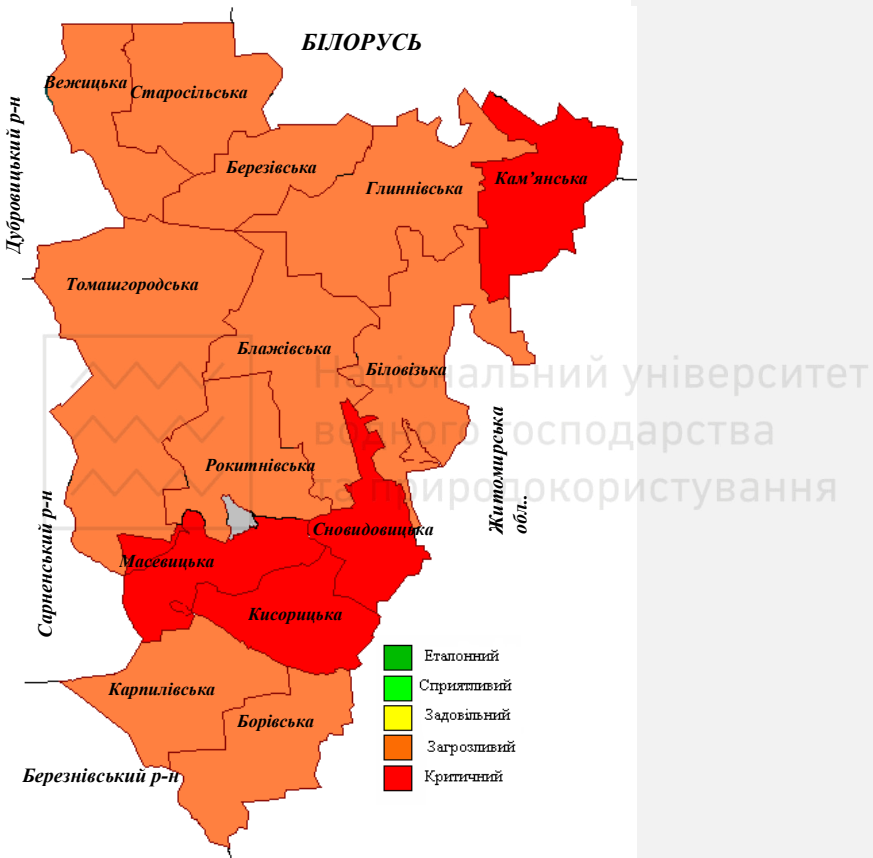 БІЛОРУСЬ
Вежицька
Старосільська
Дубровицький р-н
Березівська
Глиннівська
Кам’янська
Томашгородська
Блажівська
Біловізька
Національний університет
водного господарства
та природокористування
Рокитнівська
Житомирська
обл..
Сновидовицька
Масевицька
Сарненський р-н
Кисорицька
Карпилівська
Борівська
Березнівський р-н
Еталонний
Сприятливий
Задовільний
Загрозливий
Критичний